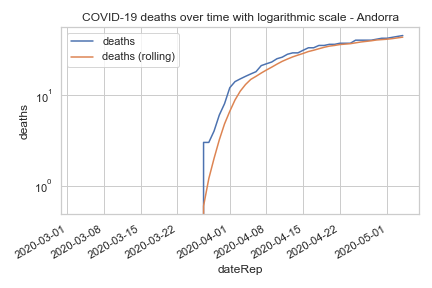 COVID-19 deaths over time with logarithmic scale - Andorra
deaths
deaths (rolling)
10¹
10⁰
deaths
2020-03-01
2020-03-08
2020-03-15
2020-03-22
2020-04-01
2020-04-08
2020-04-15
2020-04-22
2020-05-01
dateRep